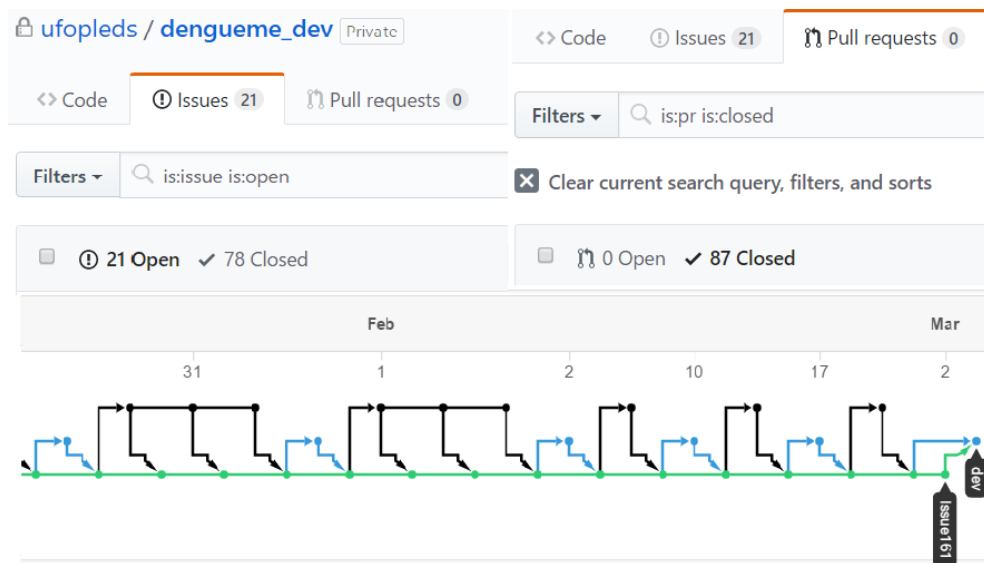 ufopleds / dengueme_dev Private
<> Code Issues 21 Pull requests 0
Filters is:issue is:open
21 Open 78 Closed
<> Code Issues 21 Pull requests 0
Filters is:pr is:closed
Clear current search query, filters, and sorts
0 Open 87 Closed
Feb Mar
31 1 2 10 17 2
dev
Issue161